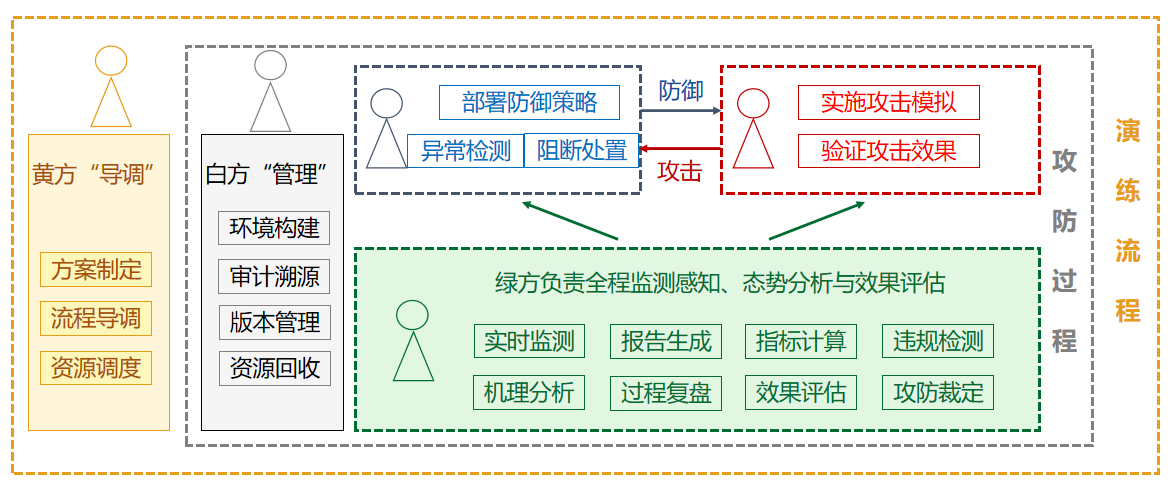 黄方“导调”
方案制定
流程导调
资源调度
白方“管理”
环境构建
审计溯源
版本管理
资源回收
部署防御策略
异常检测
阻断处置
防御
攻击
实施攻击模拟
验证攻击效果
绿方负责全程监测感知、态势分析与效果评估
实时监测
报告生成
指标计算
违规检测
机理分析
过程复盘
效果评估
攻防裁定
攻防过程
演练流程